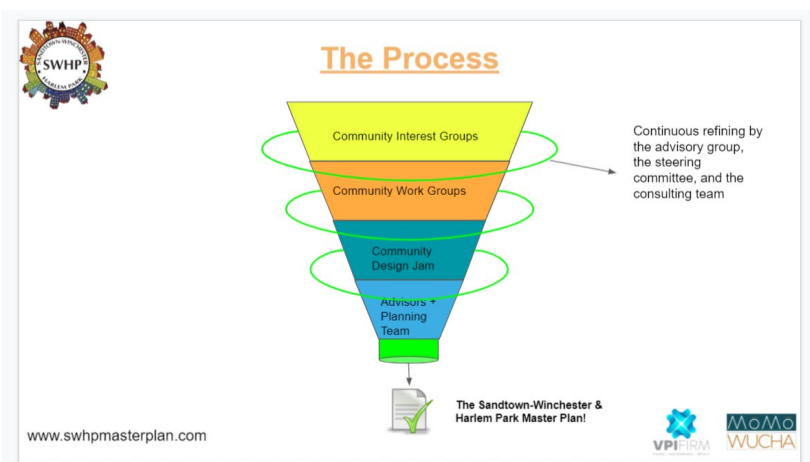 SANDTOWN-WINCHESTER
SWHP
HARLEM PARK
The Process
Community Interest Groups
Community Work Groups
Community
Design Jam
Advisors +
Planning
Team
Continuous refining by
the advisory group,
the steering
committee, and the
consulting team
The Sandtown-Winchester &
Harlem Park Master Plan!
www.swhpmasterplan.com
VPIFIRM
MOMO
WUCHA